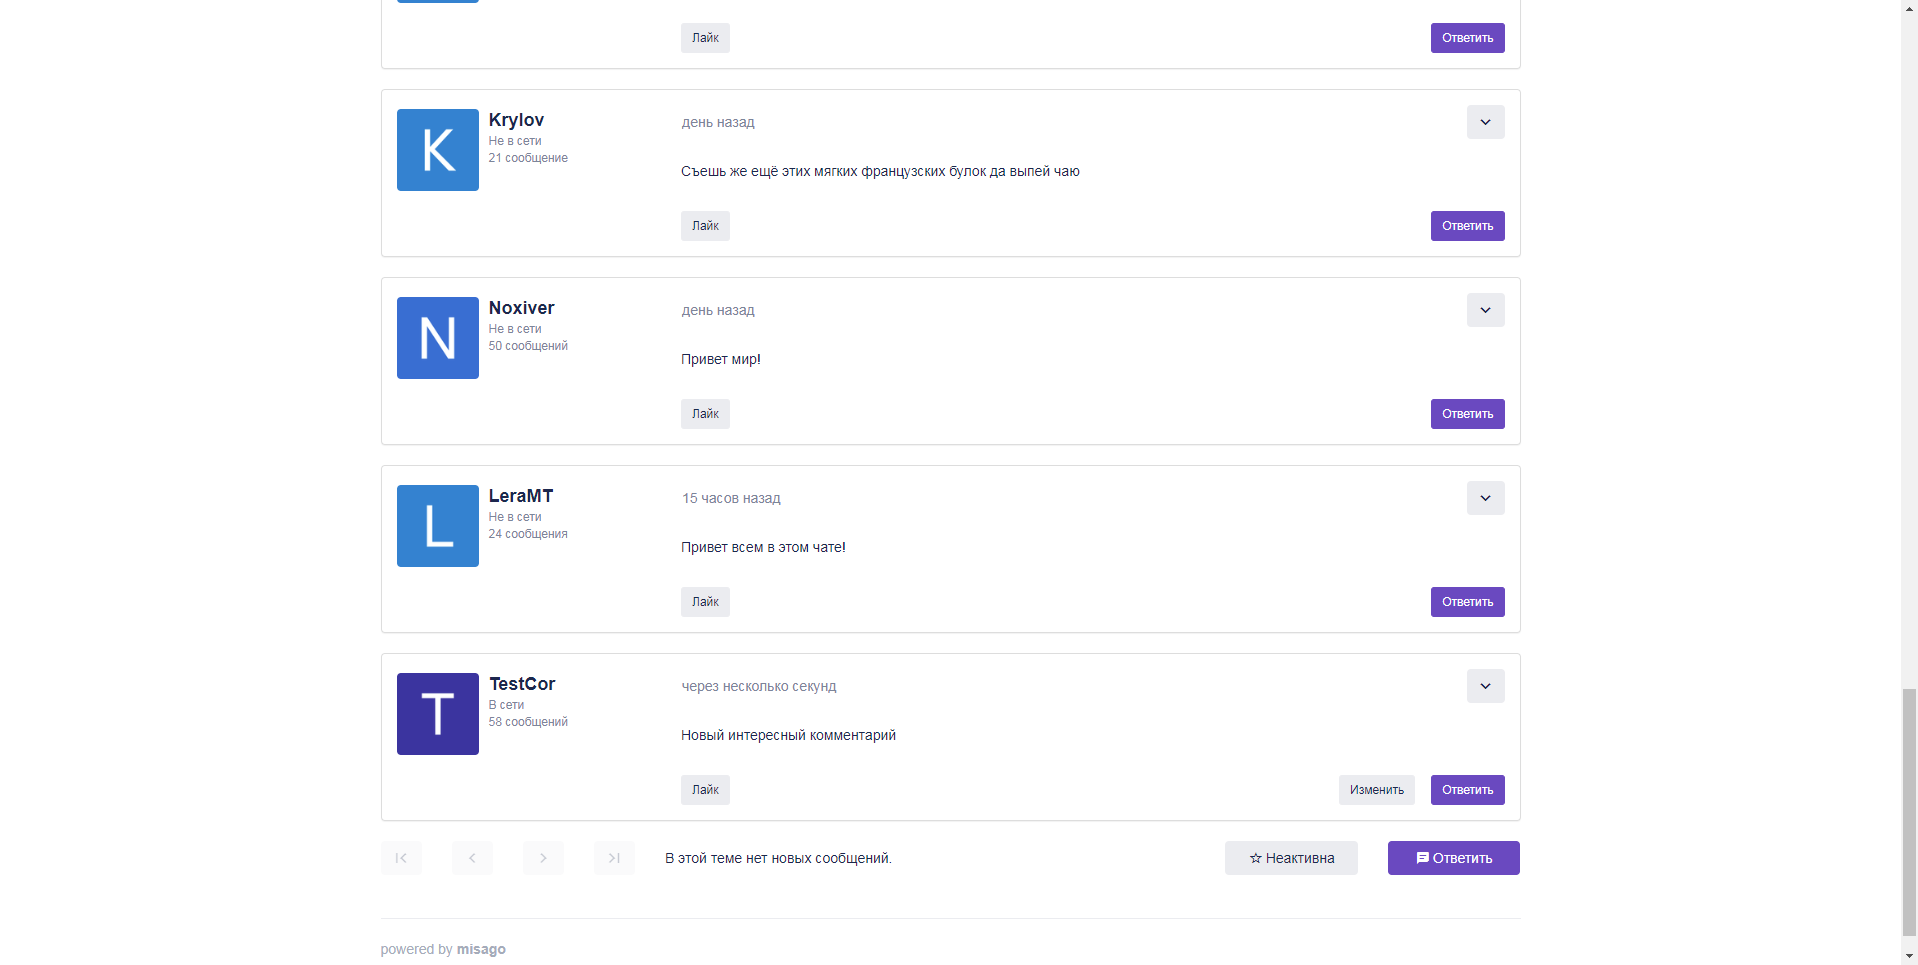 Лайк
Ответить
K
Krylov
Не в сети
21 сообщение
день назад
Съешь же ещё этих мягких французских булок да выпей чаю
Лайк
Ответить
N
Noxiver
Не в сети
50 сообщений
день назад
Привет мир!
Лайк
Ответить
L
LeraMT
Не в сети
24 сообщения
15 часов назад
Привет всем в этом чате!
Лайк
Ответить
T
TestCor
В сети
58 сообщений
через несколько секунд
Новый интересный комментарий
Лайк
Изменить
Ответить
В этой теме нет новых сообщений.
Неактивна
Ответить
powered by misago